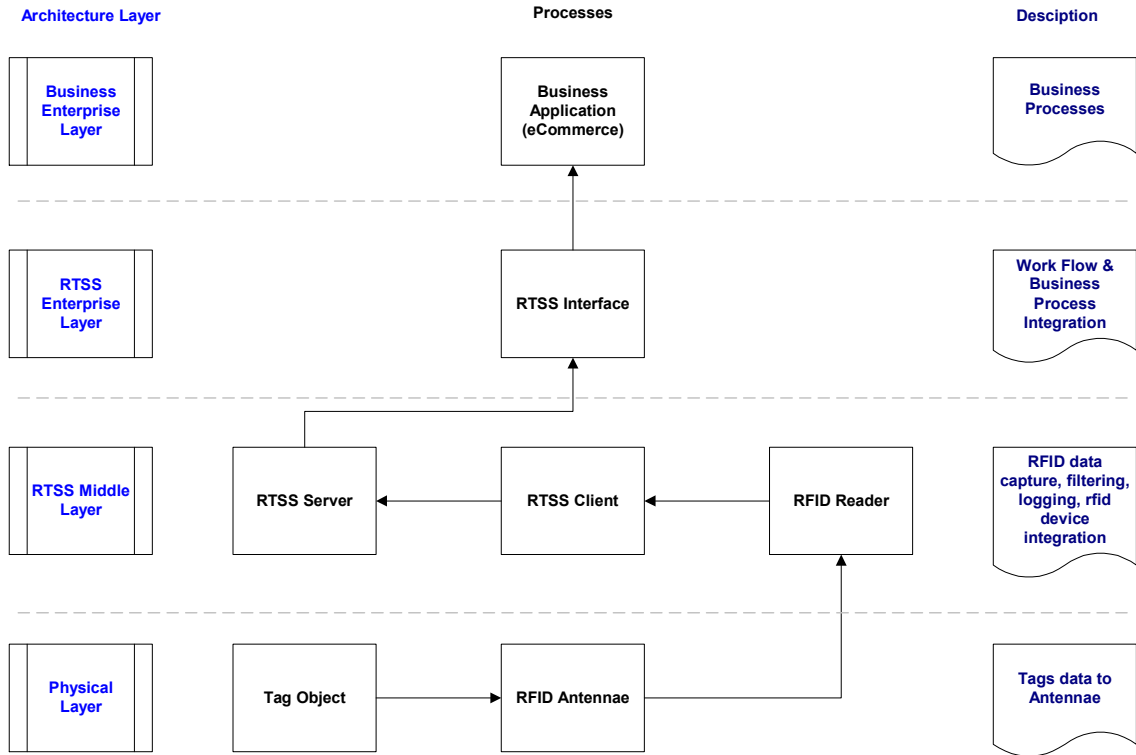 Architecture Layer
Processes
Desciption
Business
Enterprise
Layer
Business
Application
(eCommerce)
Business
Processes
RTSS
Enterprise
Layer
RTSS Interface
Work Flow &
Business
Process
Integration
RTSS Middle
Layer
RTSS Server
RTSS Client
RFID Reader
RFID data
capture, filtering,
logging, rfid
device
integration
Physical
Layer
Tag Object
RFID Antennae
Tags data to
Antennae